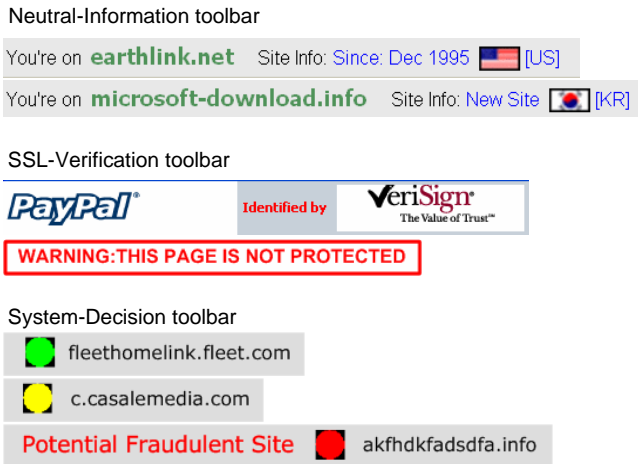 Neutral-Information toolbar
You're on earthlink.net Site Info: Since: Dec 1995 [US]
You're on microsoft-download.info Site Info: New Site [KR]
SSL-Verification toolbar
PayPal® Identified by VeriSign®
The Value of Trust™
WARNING:THIS PAGE IS NOT PROTECTED
System-Decision toolbar
fleethomelink.fleet.com
c.casalemedia.com
Potential Fraudulent Site akfhdkfadsdfa.info